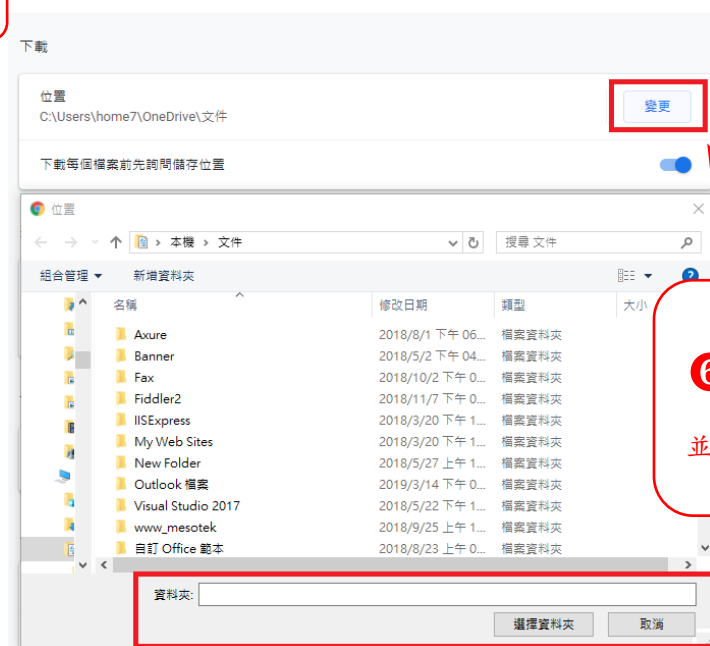 下載
位置
變更
C:\Users\home7\OneDrive\文件
下載每個檔案前先詢問儲存位置
位置
本機 › 文件
搜尋 文件
組合管理 新增資料夾
名稱 修改日期 類型 大小
Axure 2018/8/1 下午 06... 檔案資料夾
Banner 2018/5/2 下午 04... 檔案資料夾
Fax 2018/10/2 下午 0... 檔案資料夾
Fiddler2 2018/11/7 下午 0... 檔案資料夾
IISExpress 2018/3/20 下午 1... 檔案資料夾
My Web Sites 2018/3/20 下午 1... 檔案資料夾
New Folder 2018/5/27 上午 1... 檔案資料夾
Outlook 檔案 2019/3/14 下午 0... 檔案資料夾
Visual Studio 2017 2018/5/22 下午 1... 檔案資料夾
www_mesotek 2018/9/25 上午 1... 檔案資料夾
自訂 Office 範本 2018/8/23 上午 0... 檔案資料夾
❻
並
資料夾:
選擇資料夾 取消